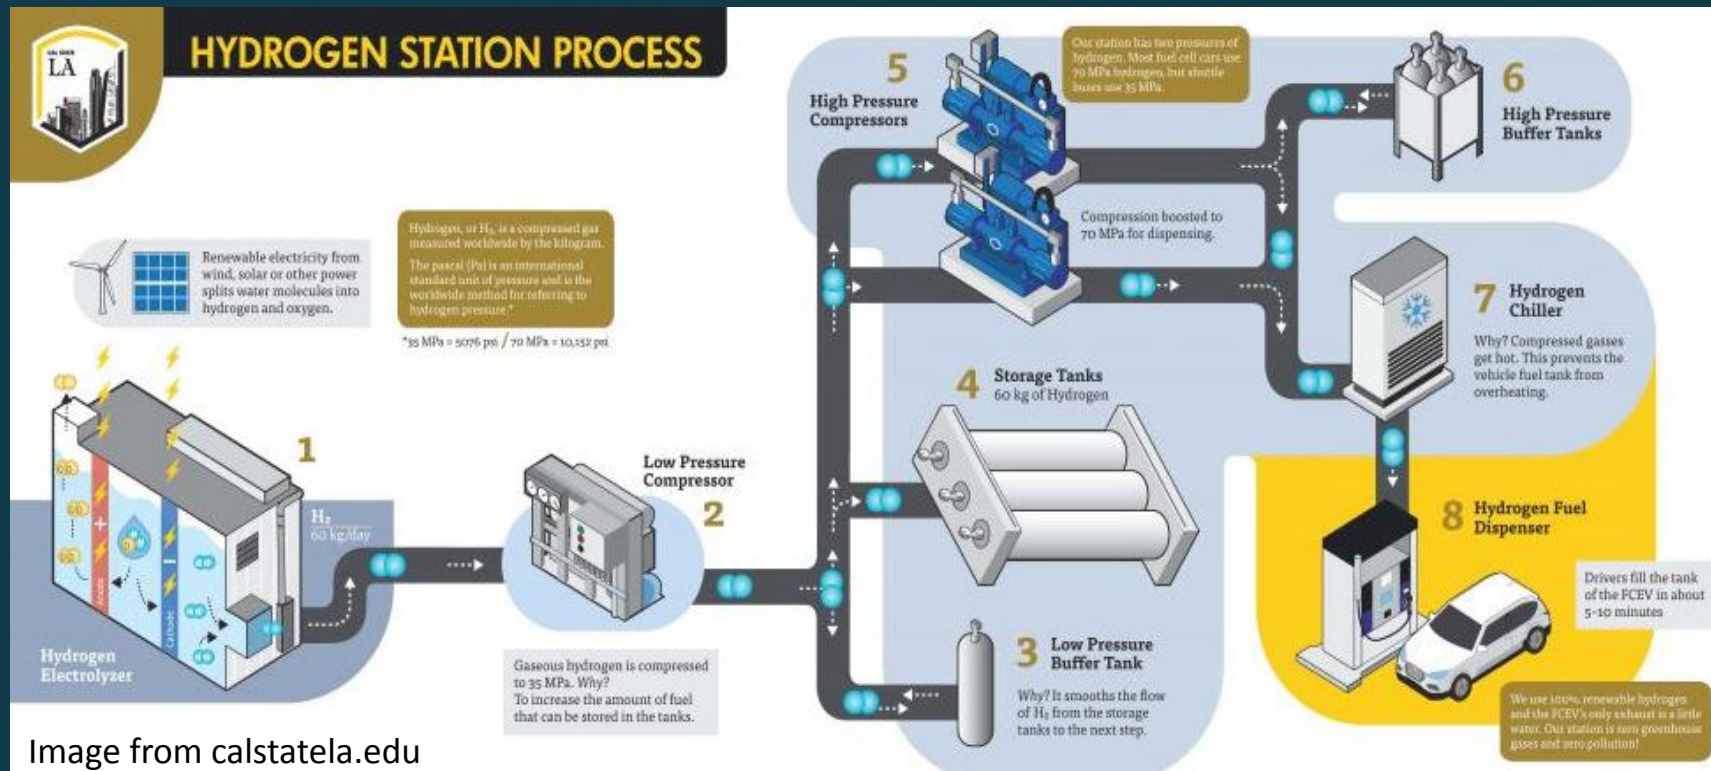 CAL STATE
LA
HYDROGEN STATION PROCESS
Renewable electricity from
wind, solar or other power
splits water molecules into
hydrogen and oxygen.
Hydrogen, or H₂, is a compressed gas
measured worldwide by the kilogram.
The pascal (Pa) is an international
standard unit of pressure and is the
worldwide method for referring to
hydrogen pressure.*
*35 MPa = 5076 psi / 70 MPa = 10,152 psi
1
H₂
60 kg/day
Anode
+
Cathode
Hydrogen
Electrolyzer
Low Pressure
Compressor
2
Gaseous hydrogen is compressed
to 35 MPa. Why?
To increase the amount of fuel
that can be stored in the tanks.
3 Low Pressure
Buffer Tank
Why? It smooths the flow
of H₂ from the storage
tanks to the next step.
4 Storage Tanks
60 kg of Hydrogen
5
High Pressure
Compressors
Our station has two pressures of
hydrogen. Most fuel cell cars use
70 MPa hydrogen, but shuttle
buses use 35 MPa.
Compression boosted to
70 MPa for dispensing.
6
High Pressure
Buffer Tanks
7 Hydrogen
Chiller
Why? Compressed gasses
get hot. This prevents the
vehicle fuel tank from
overheating.
8 Hydrogen Fuel
Dispenser
Drivers fill the tank
of the FCEV in about
5-10 minutes
We use 100% renewable hydrogen
and the FCEV's only exhaust is a little
water. Our station is zero greenhouse
gases and zero pollution!
Image from calstatela.edu